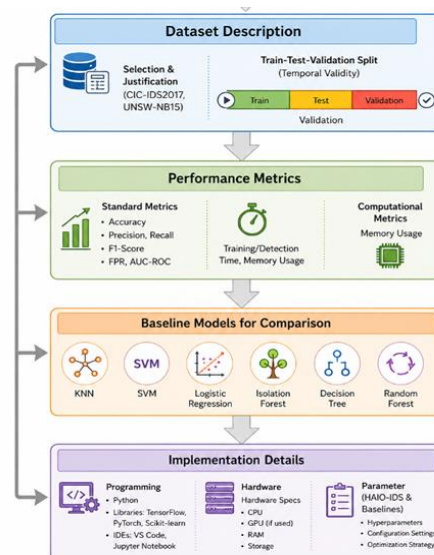 Dataset Description
Selection &
Justification
(CIC-IDS2017,
UNSW-NB15)
Train-Test-Validation Split
(Temporal Validity)
Train
Test
Validation
Validation
Performance Metrics
Standard Metrics
• Accuracy
• Precision, Recall
• F1-Score
• FPR, AUC-ROC
Training/Detection
Time, Memory Usage
Computational
Metrics
Memory Usage
Baseline Models for Comparison
KNN
SVM
SVM
Logistic
Regression
Isolation
Forest
Decision
Tree
Random
Forest
Implementation Details
Programming
• Python
• Libraries: TensorFlow,
PyTorch, Scikit-learn
• IDEs: VS Code,
Jupyter Notebook
Hardware
Hardware Specs
• CPU
• GPU (if used)
• RAM
• Storage
Parameter
(HAIO-IDS &
Baselines)
• Hyperparameters
• Configuration Settings
• Optimization Strategy